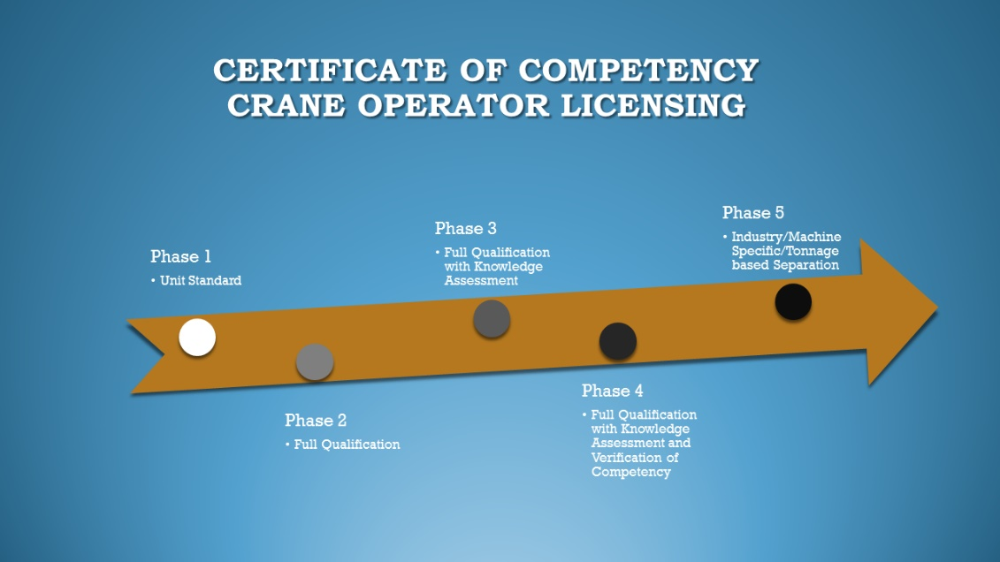 CERTIFICATE OF COMPETENCY
CRANE OPERATOR LICENSING
Phase 1
• Unit Standard
Phase 2
• Full Qualification
Phase 3
• Full Qualification
with Knowledge
Assessment
Phase 4
• Full Qualification
with Knowledge
Assessment and
Verification of
Competency
Phase 5
• Industry/Machine
Specific/Tonnage
based Separation